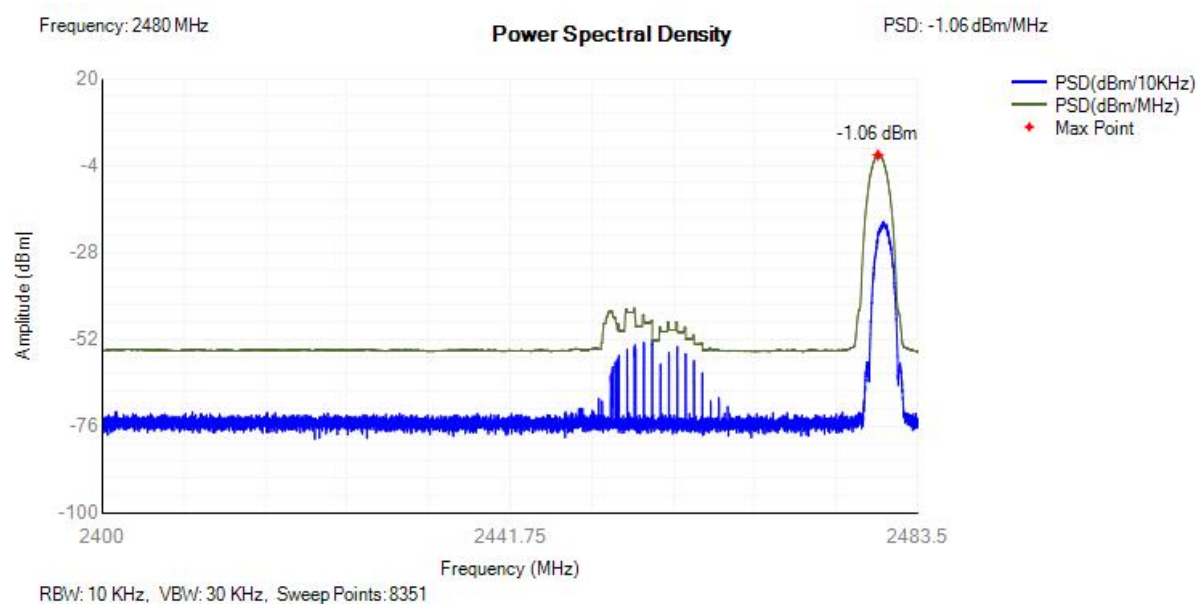 Frequency: 2480 MHz
Power Spectral Density
PSD: -1.06 dBm/MHz
PSD(dBm/10KHz)
PSD(dBm/MHz)
Max Point
-1.06 dBm
20
-4
-28
-52
-76
-100
Amplitude (dBm|
2400
2441.75
2483.5
Frequency (MHz)
RBW: 10 KHz, VBW: 30 KHz, Sweep Points: 8351